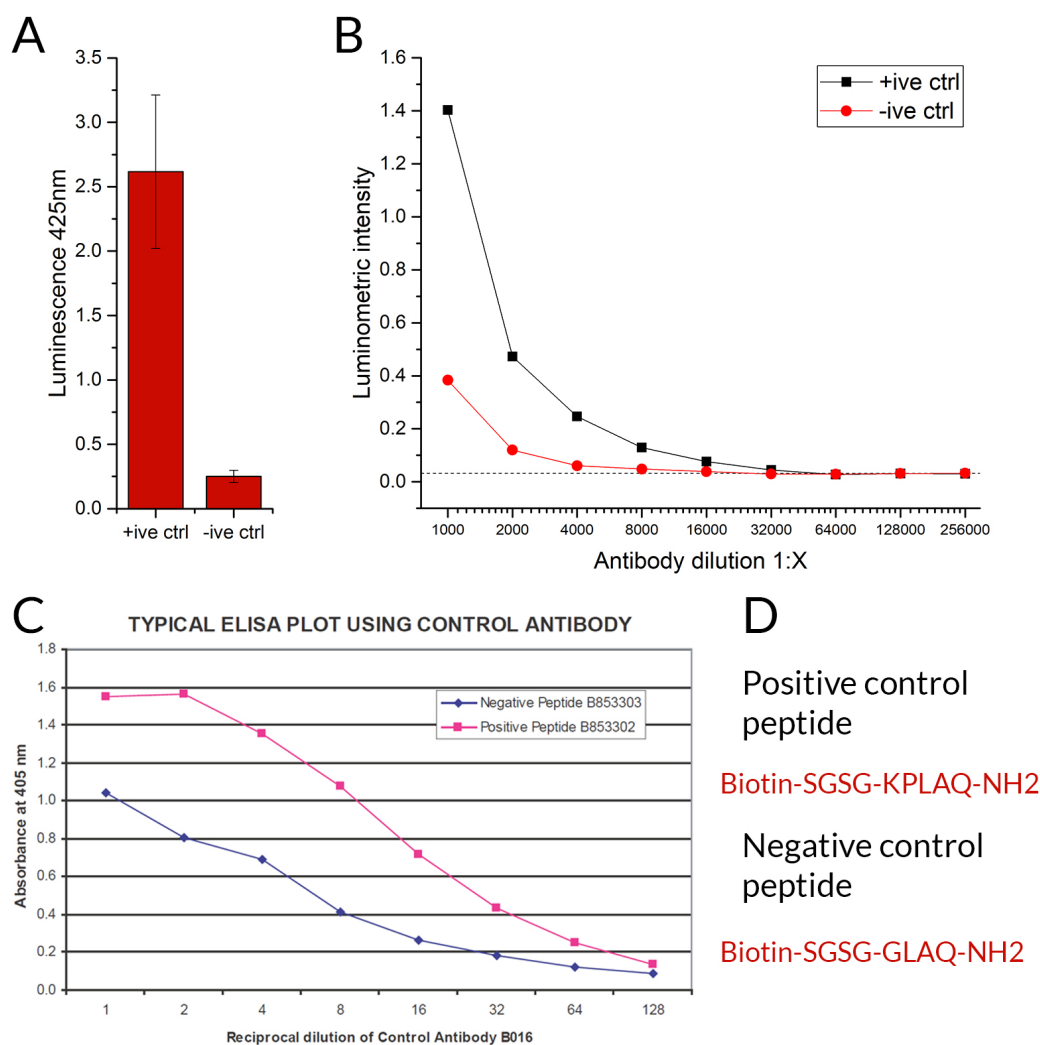 A
3.5
3.0
2.5
2.0
1.5
1.0
0.5
0.0
Luminescence 425nm
+ive ctrl
-ive ctrl
B
1.6
1.4
1.2
1.0
0.8
0.6
0.4
0.2
0.0
Luminometric intensity
+ive ctrl
-ive ctrl
1000 2000 4000 8000 16000 32000 64000 128000 256000
Antibody dilution 1:X
C
TYPICAL ELISA PLOT USING CONTROL ANTIBODY
1.8
1.6
1.4
1.2
1.0
0.8
0.6
0.4
0.2
0.0
Absorbance at 405 nm
Negative Peptide B853303
Positive Peptide B853302
1 2 4 8 16 32 64 128
Reciprocal dilution of Control Antibody B016
D
Positive control
peptide
Biotin-SGSG-KPLAQ-NH2
Negative control
peptide
Biotin-SGSG-GLAQ-NH2